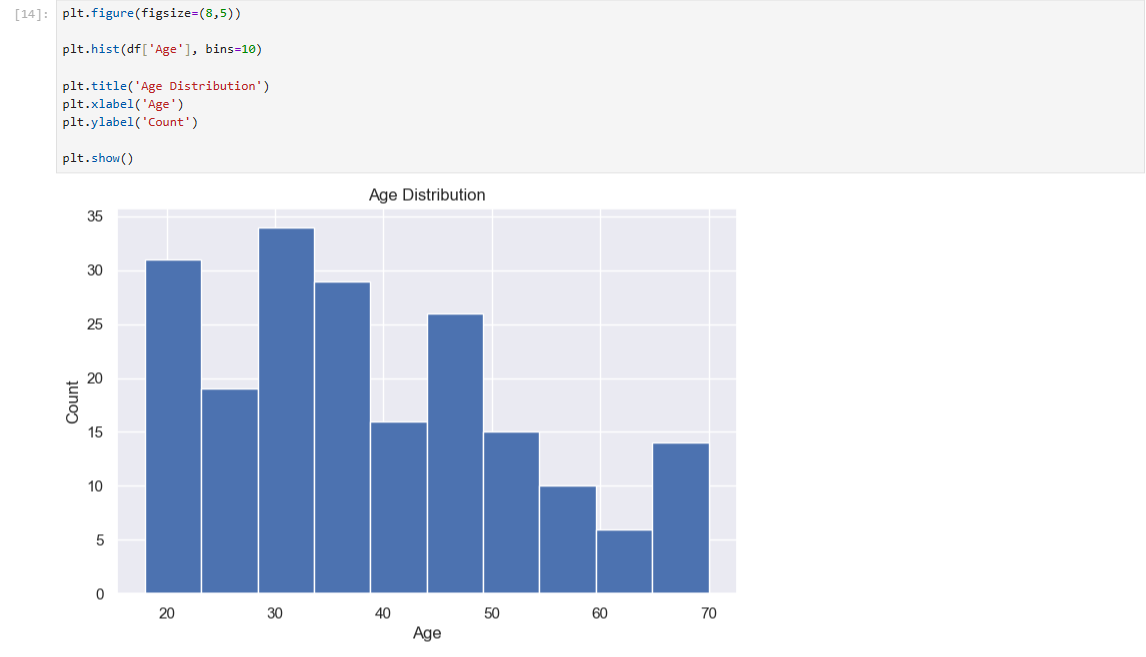 [14]: plt.figure(figsize=(8,5))
plt.hist(df['Age'], bins=10)
plt.title('Age Distribution')
plt.xlabel('Age')
plt.ylabel('Count')
plt.show()
Age Distribution
35
30
25
20
15
10
5
0
Count
20 30 40 50 60 70
Age